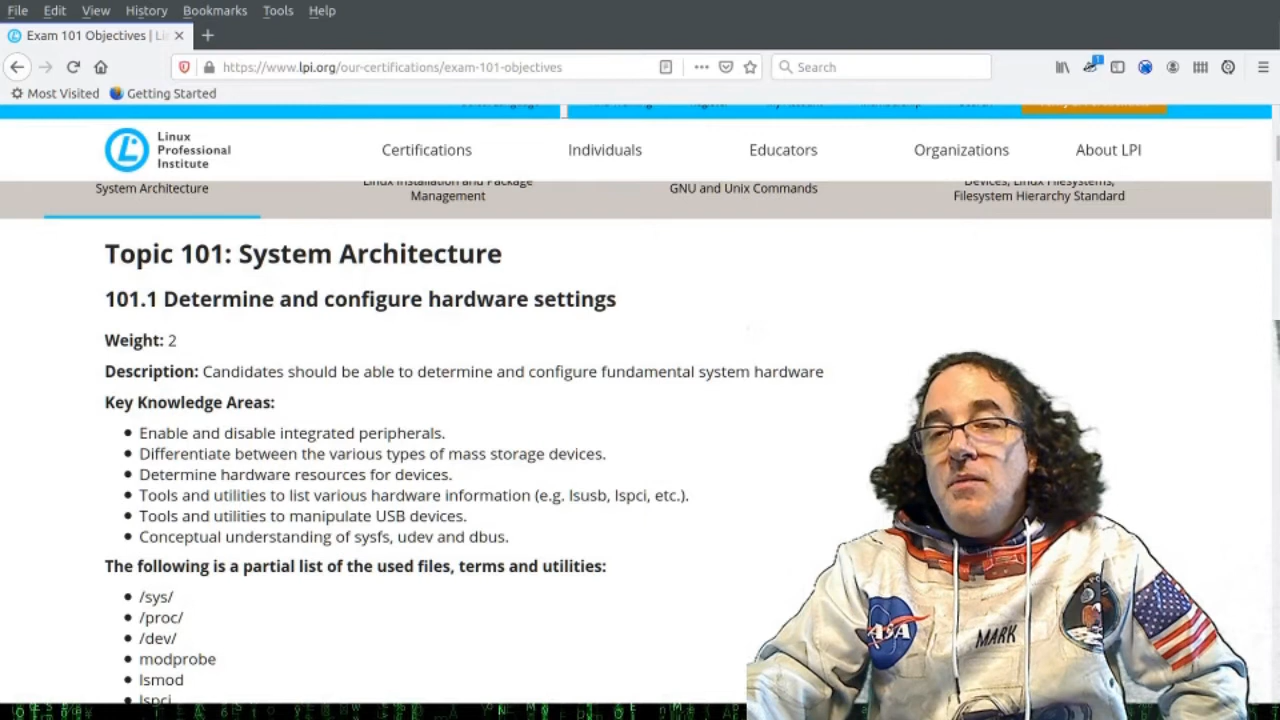 File Edit View History Bookmarks Tools Help
Exam 101 Objectives | Li
https://www.lpi.org/our-certifications/exam-101-objectives
Search
Most Visited Getting Started
Linux
Professional
Institute
Certifications Individuals Educators Organizations About LPI
System Architecture
Linux Installation and Package
Management
GNU and Unix Commands
Devices, Linux Filesystems,
Filesystem Hierarchy Standard
Topic 101: System Architecture
101.1 Determine and configure hardware settings
Weight: 2
Description: Candidates should be able to determine and configure fundamental system hardware
Key Knowledge Areas:
Enable and disable integrated peripherals.
Differentiate between the various types of mass storage devices.
Determine hardware resources for devices.
Tools and utilities to list various hardware information (e.g. lsusb, lspci, etc.).
Tools and utilities to manipulate USB devices.
Conceptual understanding of sysfs, udev and dbus.
The following is a partial list of the used files, terms and utilities:
/sys/
/proc/
/dev/
modprobe
lsmod
lspci
MARK